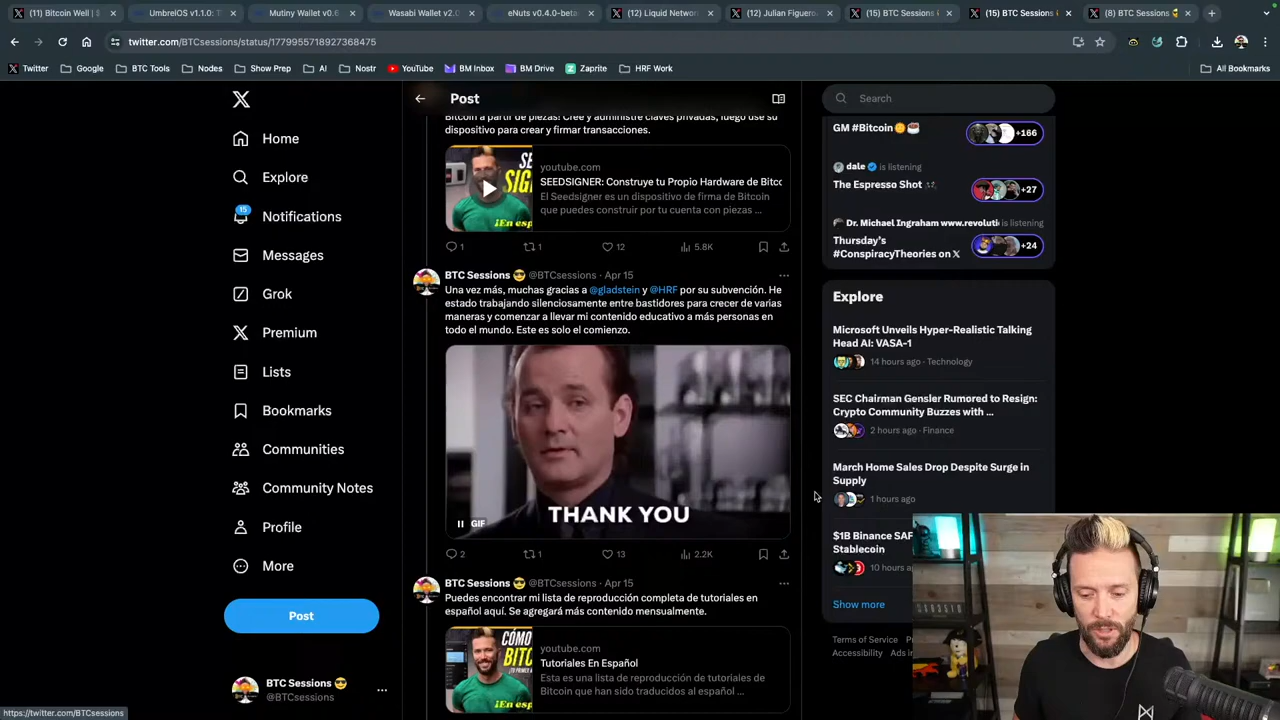 (11) Bitcoin Well | $
UmbrelOS v1.1.0: T
Mutiny Wallet v0.6
Wasabi Wallet v2.0
eNuts v0.4.0-beta
(12) Liquid Networ
(12) Julian Figuero
(15) BTC Sessions
(15) BTC Sessions
(8) BTC Sessions
twitter.com/BTCsessions/status/1779955718927368475
Twitter
Google
BTC Tools
Nodes
Show Prep
AI
Nostr
YouTube
BM Inbox
BM Drive
Zaprite
HRF Work
All Bookmarks
Home
Explore
Notifications
15
Messages
Grok
Premium
Lists
Bookmarks
Communities
Community Notes
Profile
More
Post
BTC Sessions 😎
@BTCsessions
https://twitter.com/BTCsessions
Post
Bitcoin a partir de piezas! Cree y administre claves privadas, luego use su
dispositivo para crear y firmar transacciones.
SE
SIG
¡En esp
youtube.com
SEEDSIGNER: Construye tu Propio Hardware de Bitc
El Seedsigner es un dispositivo de firma de Bitcoin
que puedes construir por tu cuenta con piezas ...
1
1
12
5.8K
BTC Sessions 😎 @BTCsessions · Apr 15
Una vez más, muchas gracias a @gladstein y @HRF por su subvención. He
estado trabajando silenciosamente entre bastidores para crecer de varias
maneras y comenzar a llevar mi contenido educativo a más personas en
todo el mundo. Este es solo el comienzo.
THANK YOU
GIF
2
1
13
2.2K
BTC Sessions 😎 @BTCsessions · Apr 15
Puedes encontrar mi lista de reproducción completa de tutoriales en
español aquí. Se agregará más contenido mensualmente.
CÓMO
BIT
youtube.com
Tutoriales En Español
Esta es una lista de reproducción de tutoriales de
Bitcoin que han sido traducidos al español ...
Search
GM #Bitcoin🌞☕
+166
dale is listening
The Espresso Shot
+27
Dr. Michael Ingraham www.revoluti is listening
Thursday's
#ConspiracyTheories on X
+24
Explore
Microsoft Unveils Hyper-Realistic Talking
Head AI: VASA-1
14 hours ago · Technology
SEC Chairman Gensler Rumored to Resign:
Crypto Community Buzzes with ...
2 hours ago · Finance
March Home Sales Drop Despite Surge in
Supply
1 hours ago
$1B Binance SAF
Stablecoin
10 hours a
Show more
Terms of Service
Accessibility
Ads in